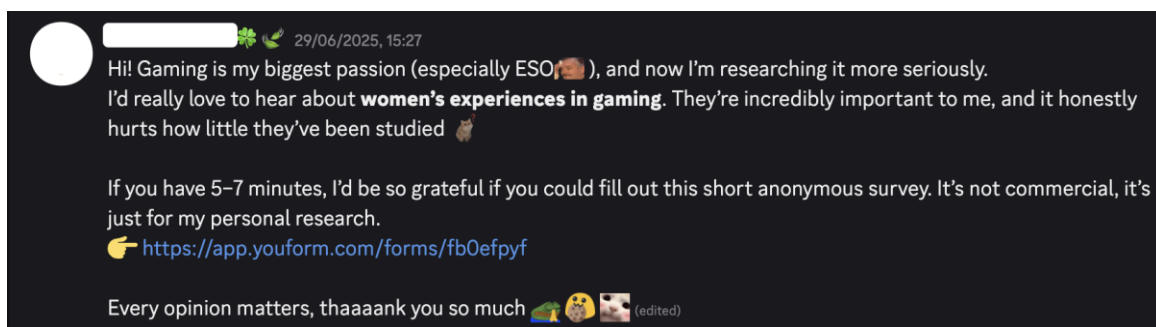 29/06/2025, 15:27
Hi! Gaming is my biggest passion (especially ESO), and now I'm researching it more seriously.
I'd really love to hear about women's experiences in gaming. They're incredibly important to me, and it honestly
hurts how little they've been studied
If you have 5–7 minutes, I'd be so grateful if you could fill out this short anonymous survey. It's not commercial, it's
just for my personal research.
https://app.youform.com/forms/fb0efpyf
Every opinion matters, thaaaank you so much (edited)